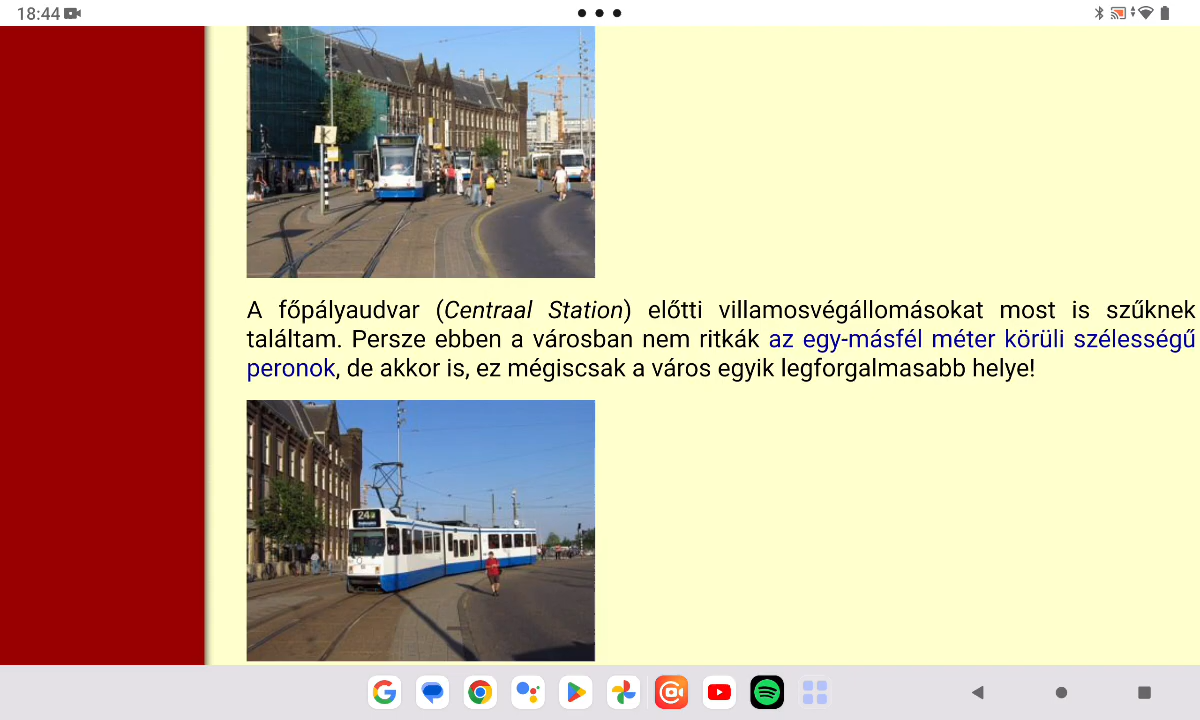 18:44
A főpályaudvar (Centraal Station) előtti villamosvégállomásokat most is szűknek
találtam. Persze ebben a városban nem ritkák az egy-másfél méter körüli szélességű
peronok, de akkor is, ez mégiscsak a város egyik legforgalmasabb helye!
24